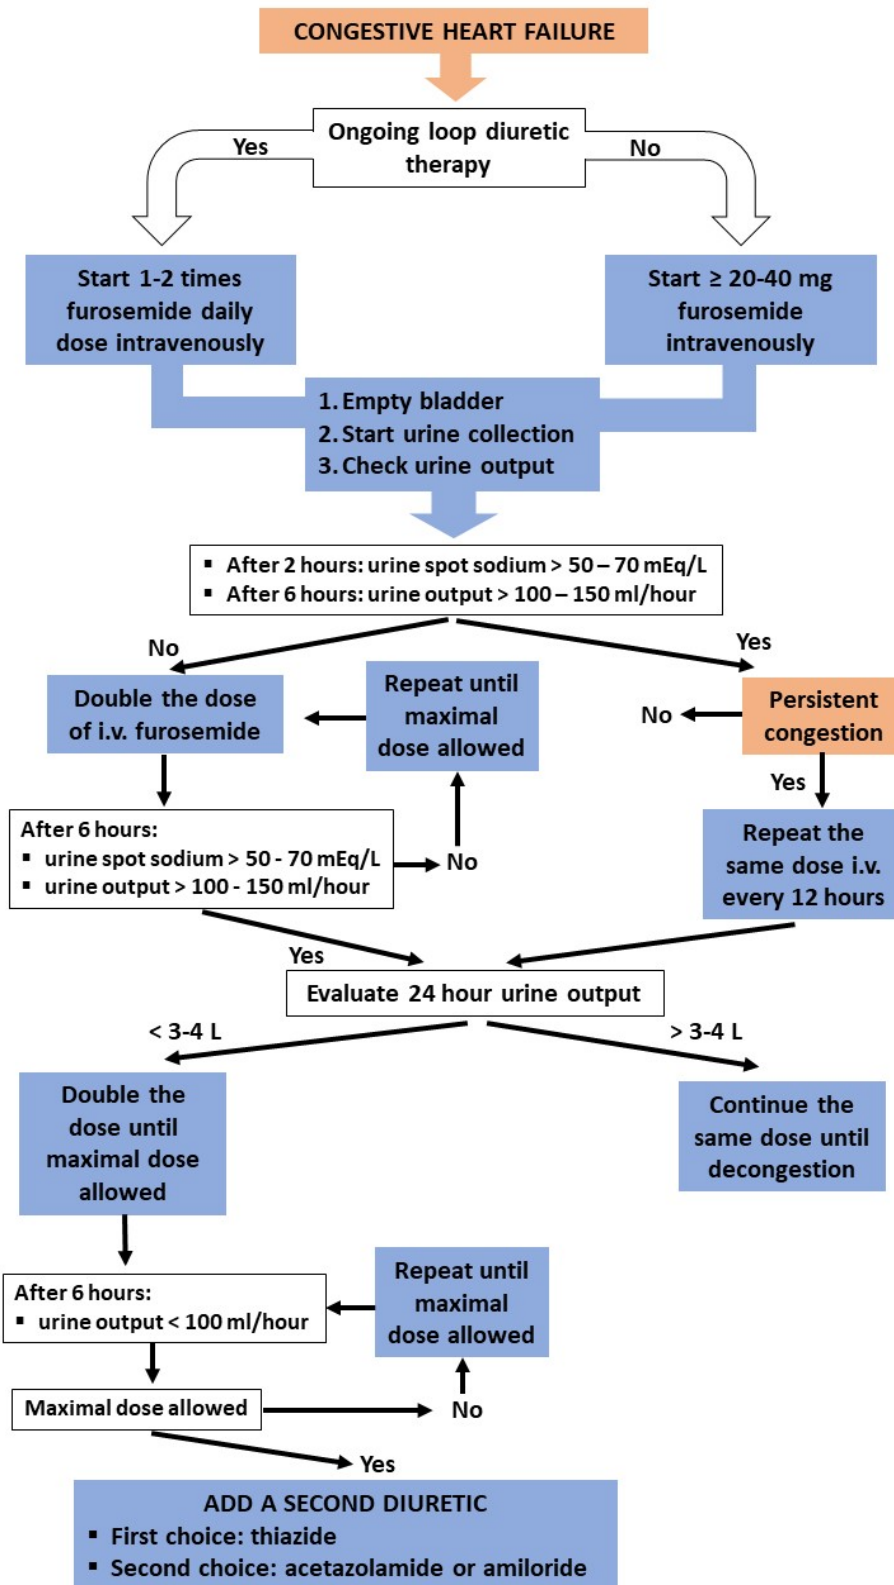 CONGESTIVE HEART FAILURE
Ongoing loop diuretic
therapy
Yes
No
Start 1-2 times
furosemide daily
dose intravenously
Start ≥ 20-40 mg
furosemide
intravenously
1. Empty bladder
2. Start urine collection
3. Check urine output
▪ After 2 hours: urine spot sodium > 50 – 70 mEq/L
▪ After 6 hours: urine output > 100 – 150 ml/hour
No
Yes
Double the dose
of i.v. furosemide
Repeat until
maximal
dose allowed
No
Persistent
congestion
Yes
After 6 hours:
▪ urine spot sodium > 50 - 70 mEq/L
▪ urine output > 100 - 150 ml/hour
No
Repeat the
same dose i.v.
every 12 hours
Yes
Evaluate 24 hour urine output
< 3-4 L
> 3-4 L
Double the
dose until
maximal dose
allowed
Continue the
same dose until
decongestion
After 6 hours:
▪ urine output < 100 ml/hour
Repeat until
maximal
dose allowed
Maximal dose allowed
No
Yes
ADD A SECOND DIURETIC
▪ First choice: thiazide
▪ Second choice: acetazolamide or amiloride